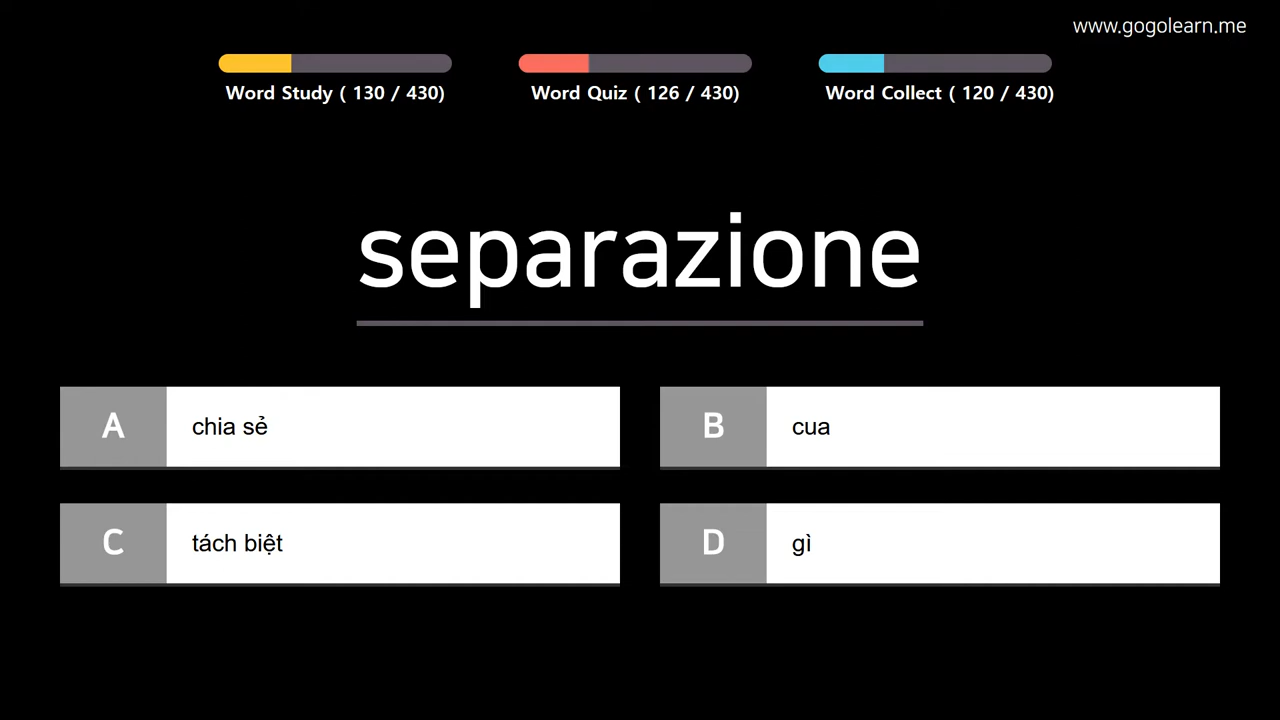 www.gogolearn.me
Word Study ( 130 / 430)
Word Quiz ( 126 / 430)
Word Collect ( 120 / 430)
separazione
A chia sẻ
B cua
C tách biệt
D gì